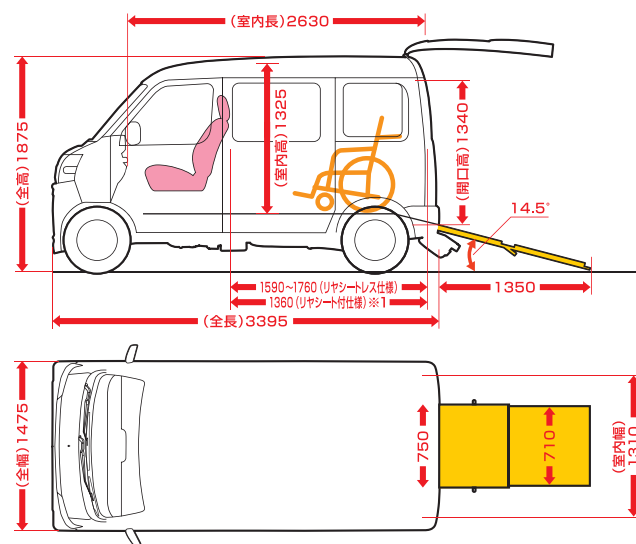 (室内長)2630
(全高)1875
(室内高)1325
(開口高)1340
14.5°
1590~1760(リヤシートレス仕様)
1360(リヤシート付仕様)※1
1350
(全長)3395
(全幅)1475
750
710
(室内幅)1310